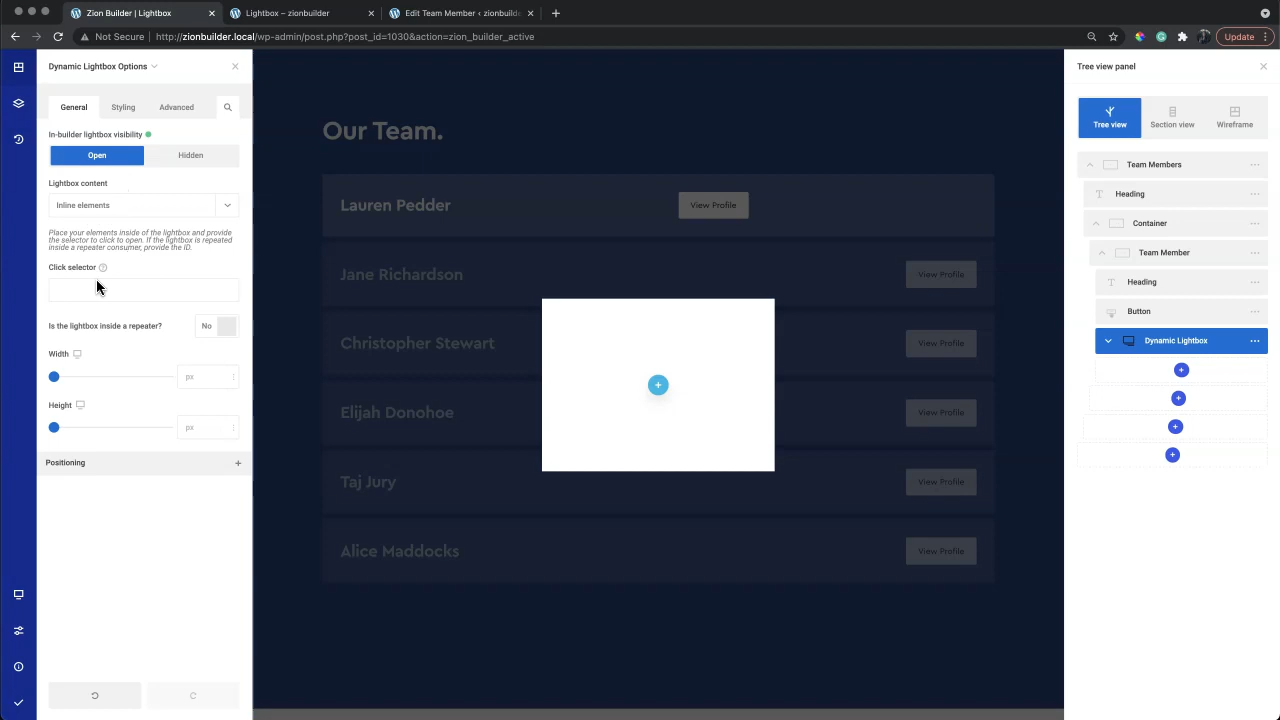 Zion Builder | Lightbox
Lightbox – zionbuilder
Edit Team Member ‹ zionbuilde
Not Secure
http://zionbuilder.local/wp-admin/post.php?post_id=1030&action=zion_builder_active
Update
Dynamic Lightbox Options
General
Styling
Advanced
In-builder lightbox visibility
Open
Hidden
Lightbox content
Inline elements
Place your elements inside of the lightbox and provide
the selector to click to open. If the lightbox is repeated
inside a repeater consumer, provide the ID.
Click selector
Is the lightbox inside a repeater?
No
Width
px
Height
px
Positioning
Our Team.
Lauren Pedder
View Profile
Jane Richardson
View Profile
Christopher Stewart
View Profile
Elijah Donohoe
View Profile
Taj Jury
View Profile
Alice Maddocks
View Profile
Tree view panel
Tree view
Section view
Wireframe
Team Members
Heading
Container
Team Member
Heading
Button
Dynamic Lightbox